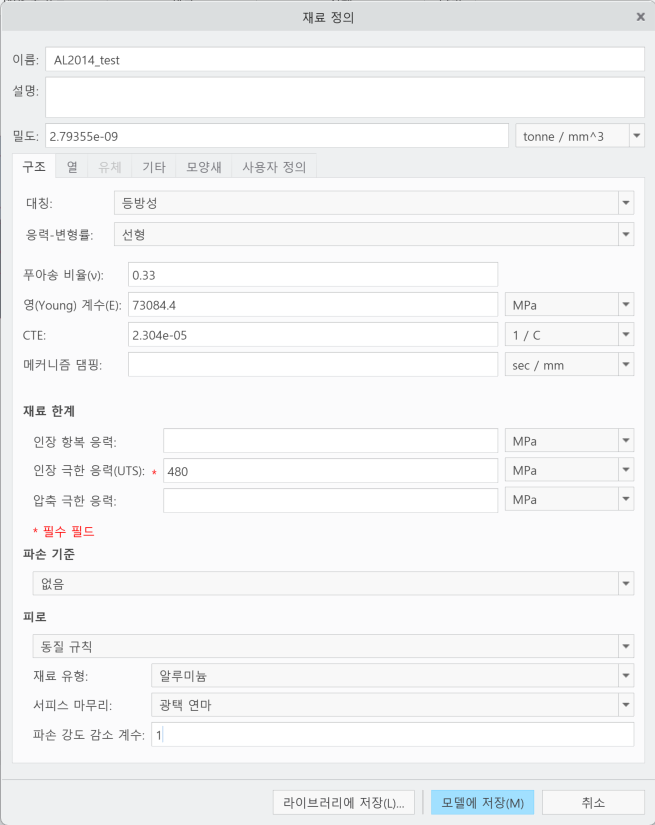 재료 정의
이름: AL2014_test
설명:
밀도: 2.79355e-09 tonne / mm^3
구조 열 유체 기타 모양새 사용자 정의
대칭: 등방성
응력-변형률: 선형
푸아송 비율(ν): 0.33
영(Young) 계수(E): 73084.4 MPa
CTE: 2.304e-05 1 / C
메커니즘 댐핑: sec / mm
재료 한계
인장 항복 응력: MPa
인장 극한 응력(UTS): * 480 MPa
압축 극한 응력: MPa
* 필수 필드
파손 기준
없음
피로
동질 규칙
재료 유형: 알루미늄
서피스 마무리: 광택 연마
파손 강도 감소 계수: 1
라이브러리에 저장(L)... 모델에 저장(M) 취소